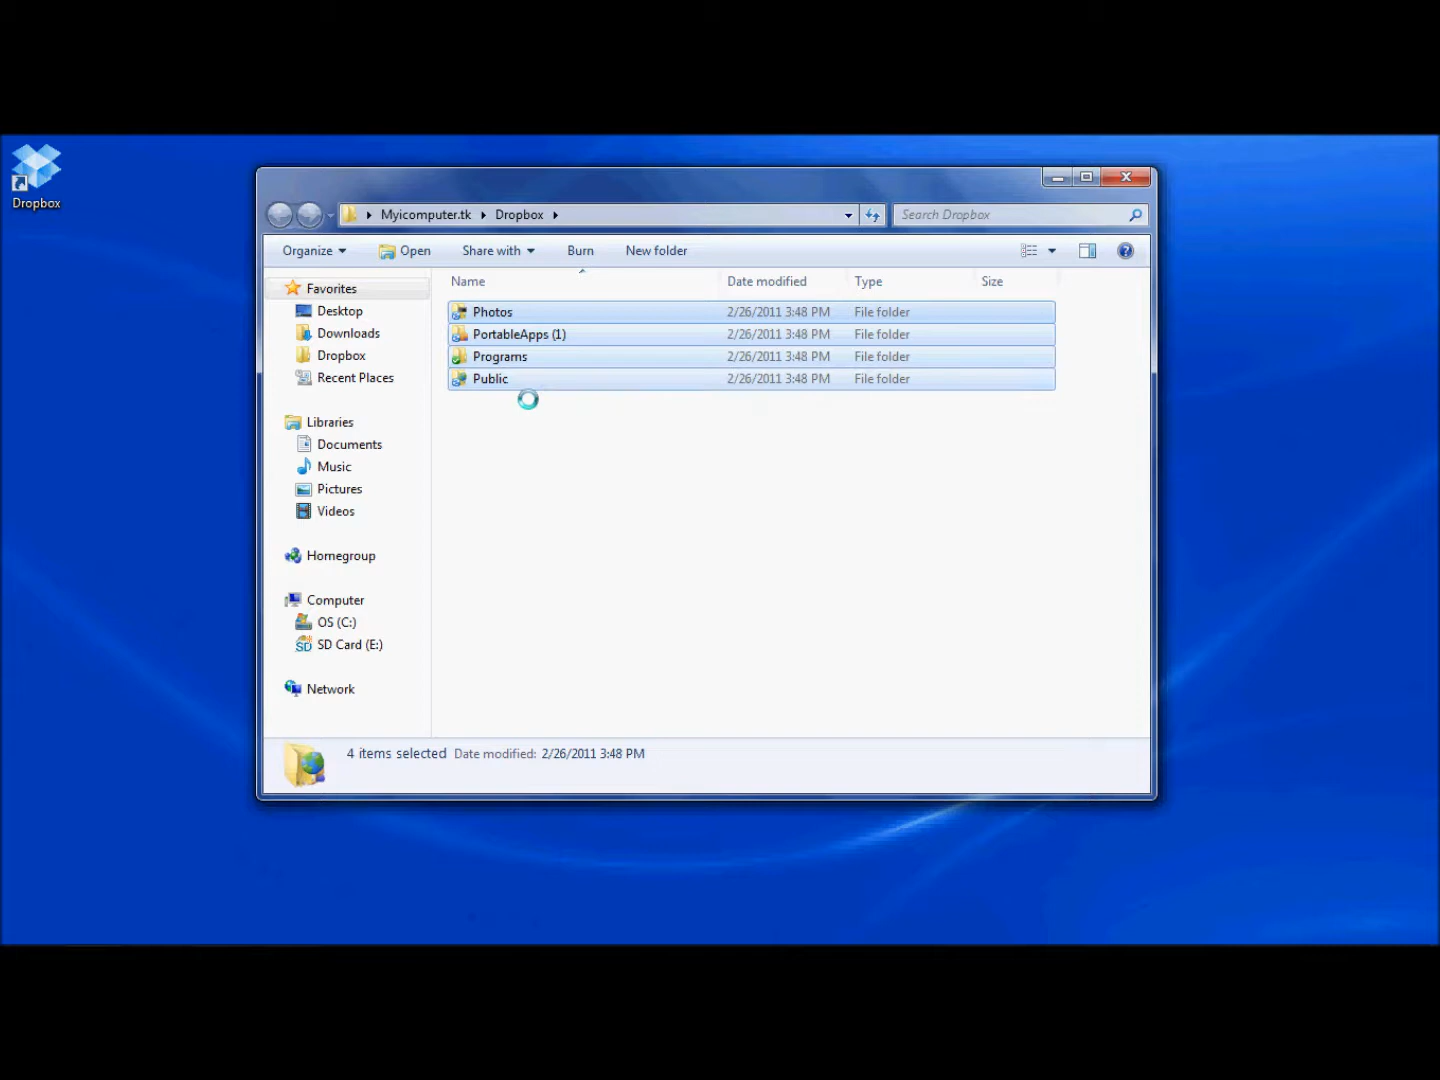 Dropbox
Myicomputer.tk Dropbox
Search Dropbox
Organize Open Share with Burn New folder
Name Date modified Type Size
Favorites
Desktop
Downloads
Dropbox
Recent Places
Libraries
Documents
Music
Pictures
Videos
Homegroup
Computer
OS (C:)
SD Card (E:)
Network
Photos 2/26/2011 3:48 PM File folder
PortableApps (1) 2/26/2011 3:48 PM File folder
Programs 2/26/2011 3:48 PM File folder
Public 2/26/2011 3:48 PM File folder
4 items selected Date modified: 2/26/2011 3:48 PM